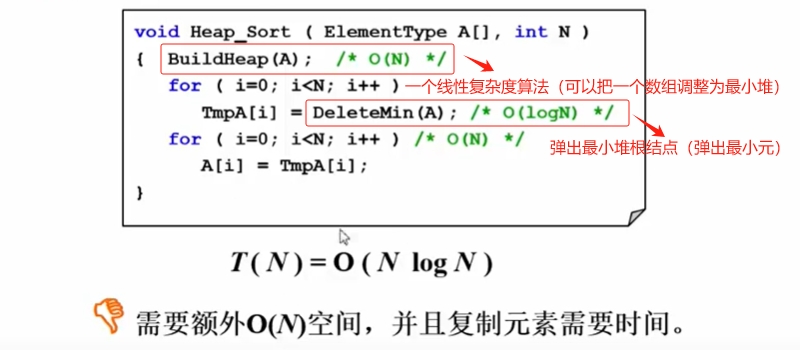 void Heap_Sort ( ElementType A[], int N )
{ BuildHeap(A); /* O(N) */
for ( i=0; i<N; i++ ) 一个线性复杂度算法（可以把一个数组调整为最小堆）
TmpA[i] = DeleteMin(A); /* O(logN) */
for ( i=0; i<N; i++ ) /* O(N) */
弹出最小堆根结点（弹出最小元）
A[i] = TmpA[i];
}
T ( N ) = O ( N log N )
需要额外O(N)空间，并且复制元素需要时间。